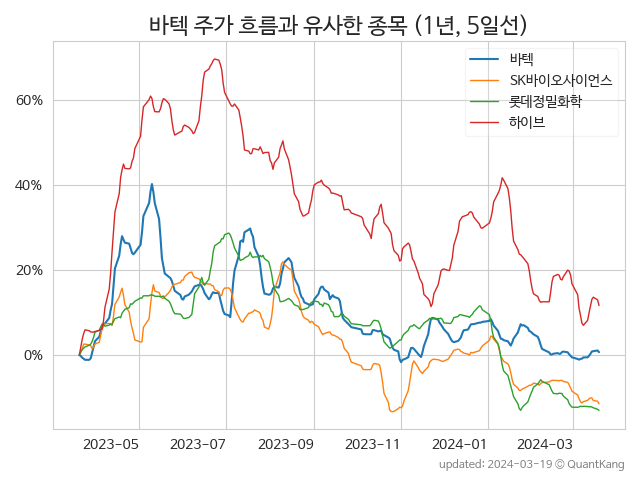 바텍 주가 흐름과 유사한 종목 (1년, 5일선)
바텍
SK바이오사이언스
롯데정밀화학
하이브
60%
40%
20%
0%
2023-05 2023-07 2023-09 2023-11 2024-01 2024-03
updated: 2024-03-19 © QuantKang